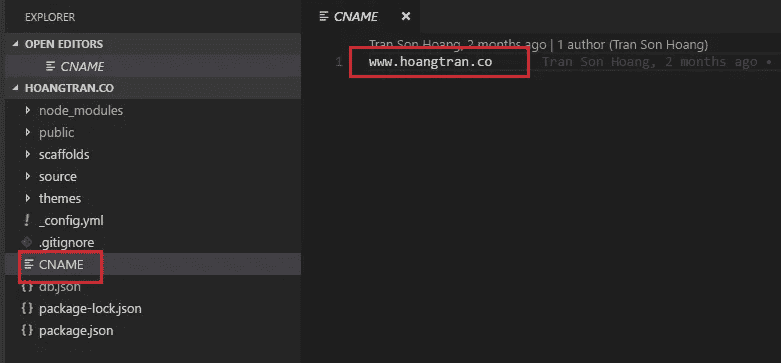 EXPLORER
OPEN EDITORS
CNAME
HOANGTRAN.CO
node_modules
public
scaffolds
source
themes
_config.yml
.gitignore
CNAME
db.json
package-lock.json
package.json
CNAME
Tran Son Hoang, 2 months ago | 1 author (Tran Son Hoang)
1 www.hoangtran.co Tran Son Hoang, 2 months ago •